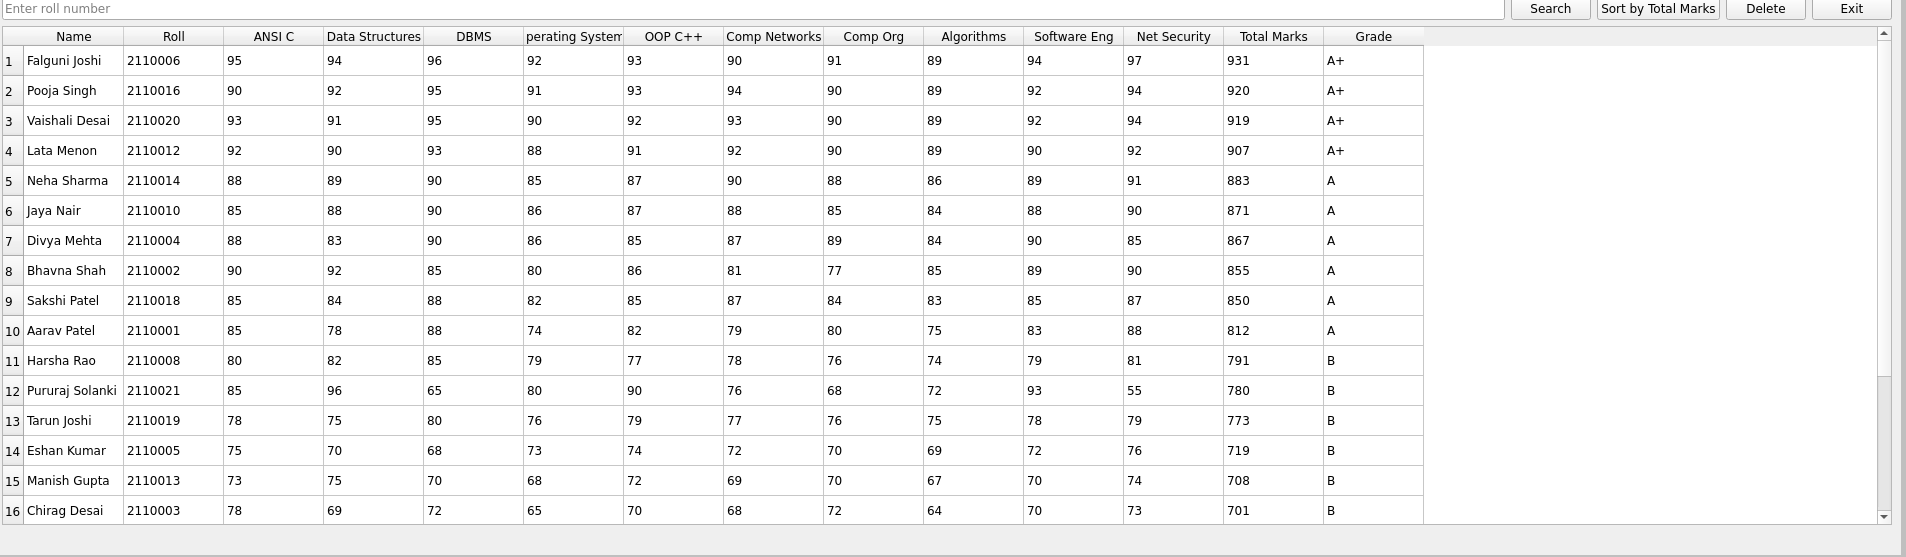 Enter roll number Search Sort by Total Marks Delete Exit
Name Roll ANSI C Data Structures DBMS perating System OOP C++ Comp Networks Comp Org Algorithms Software Eng Net Security Total Marks Grade
1 Falguni Joshi 2110006 95 94 96 92 93 90 91 89 94 97 931 A+
2 Pooja Singh 2110016 90 92 95 91 93 94 90 89 92 94 920 A+
3 Vaishali Desai 2110020 93 91 95 90 92 93 90 89 92 94 919 A+
4 Lata Menon 2110012 92 90 93 88 91 92 90 89 90 92 907 A+
5 Neha Sharma 2110014 88 89 90 85 87 90 88 86 89 91 883 A
6 Jaya Nair 2110010 85 88 90 86 87 88 85 84 88 90 871 A
7 Divya Mehta 2110004 88 83 90 86 85 87 89 84 90 85 867 A
8 Bhavna Shah 2110002 90 92 85 80 86 81 77 85 89 90 855 A
9 Sakshi Patel 2110018 85 84 88 82 85 87 84 83 85 87 850 A
10 Aarav Patel 2110001 85 78 88 74 82 79 80 75 83 88 812 A
11 Harsha Rao 2110008 80 82 85 79 77 78 76 74 79 81 791 B
12 Pururaj Solanki 2110021 85 96 65 80 90 76 68 72 93 55 780 B
13 Tarun Joshi 2110019 78 75 80 76 79 77 76 75 78 79 773 B
14 Eshan Kumar 2110005 75 70 68 73 74 72 70 69 72 76 719 B
15 Manish Gupta 2110013 73 75 70 68 72 69 70 67 70 74 708 B
16 Chirag Desai 2110003 78 69 72 65 70 68 72 64 70 73 701 B